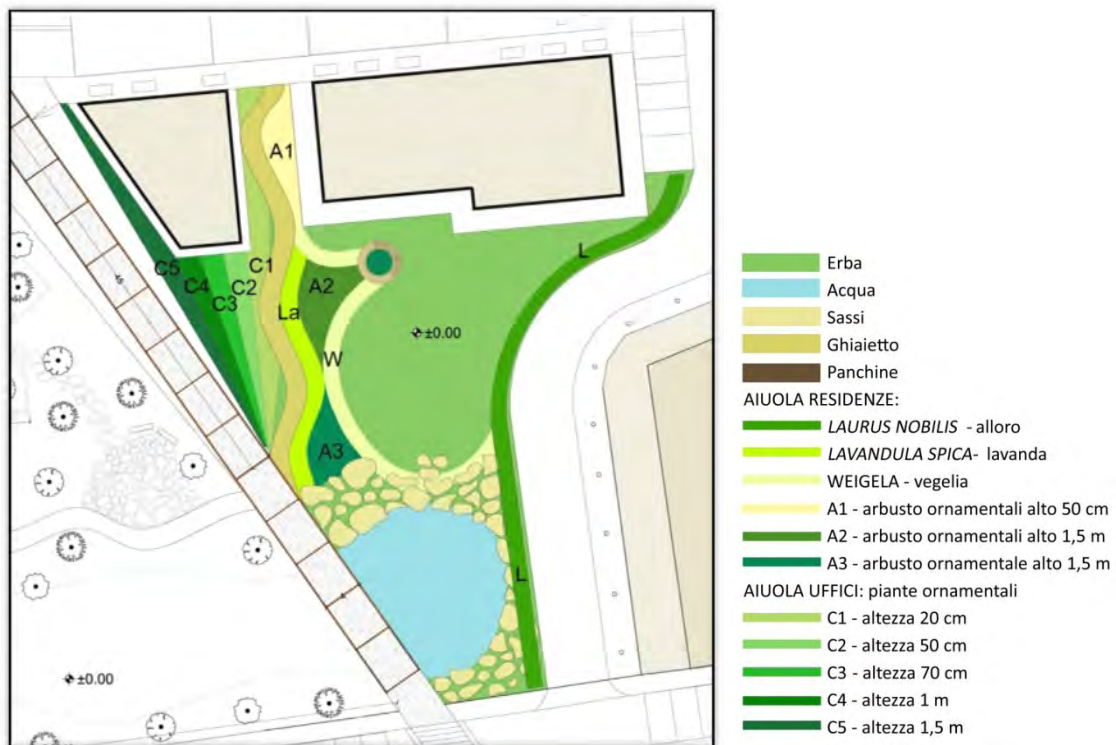 A1
L
C5
C4
C3
C2
C1
La
A2
±0.00
W
A3
L
±0.00
Erba
Acqua
Sassi
Ghiaietto
Panchine
AIUOLA RESIDENZE:
LAURUS NOBILIS - alloro
LAVANDULA SPICA- lavanda
WEIGELA - vegelia
A1 - arbusto ornamentali alto 50 cm
A2 - arbusto ornamentali alto 1,5 m
A3 - arbusto ornamentale alto 1,5 m
AIUOLA UFFICI: piante ornamentali
C1 - altezza 20 cm
C2 - altezza 50 cm
C3 - altezza 70 cm
C4 - altezza 1 m
C5 - altezza 1,5 m